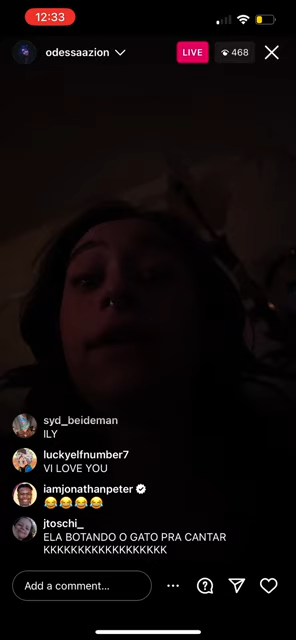 12:33
odessaazion
LIVE
468
syd_beideman
ILY
luckyelfnumber7
VI LOVE YOU
iamjonathanpeter
😂😂😂😂
jtoschi_
ELA BOTANDO O GATO PRA CANTAR
KKKKKKKKKKKKKKKKKK
Add a comment...